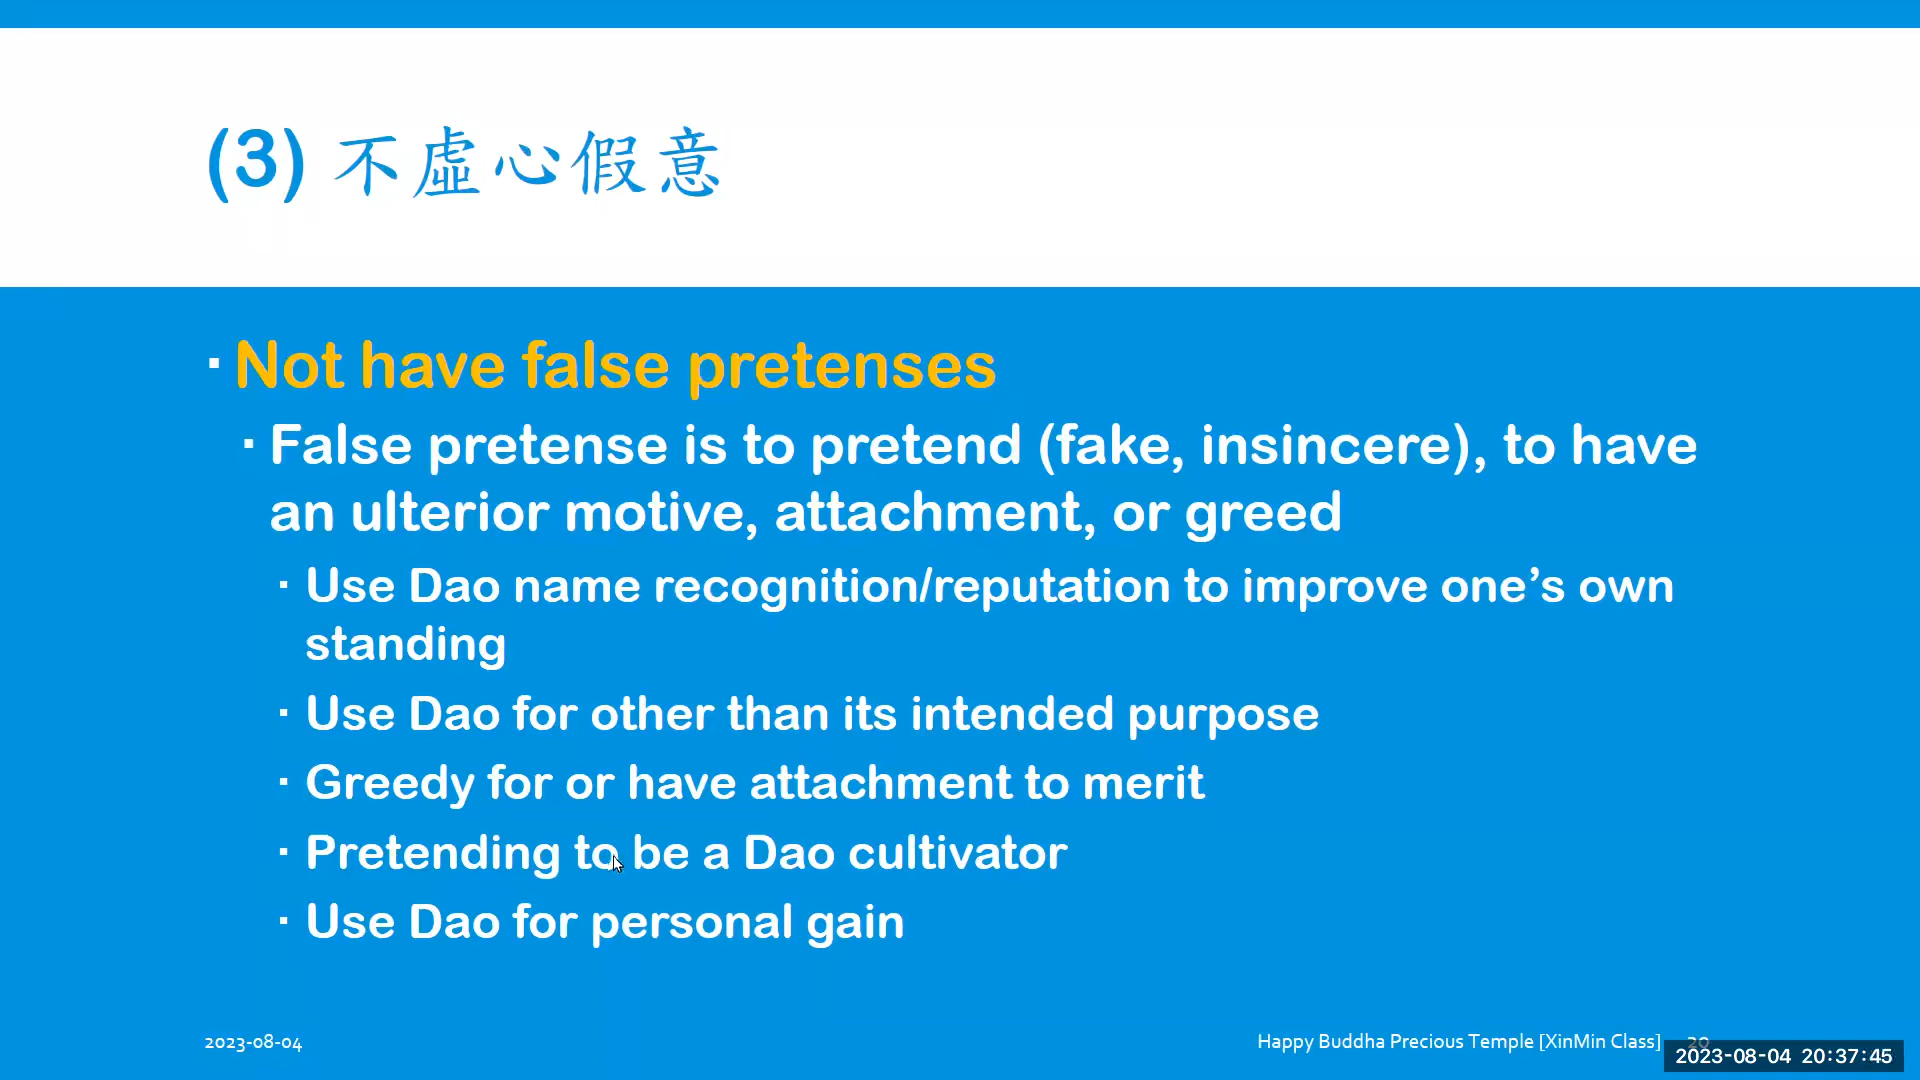 (3) 不虛心假意
▪ Not have false pretenses
▪ False pretense is to pretend (fake, insincere), to have
an ulterior motive, attachment, or greed
▪ Use Dao name recognition/reputation to improve one’s own
standing
▪ Use Dao for other than its intended purpose
▪ Greedy for or have attachment to merit
▪ Pretending to be a Dao cultivator
▪ Use Dao for personal gain
2023-08-04
Happy Buddha Precious Temple [XinMin Class] 20
2023-08-04 20:37:45